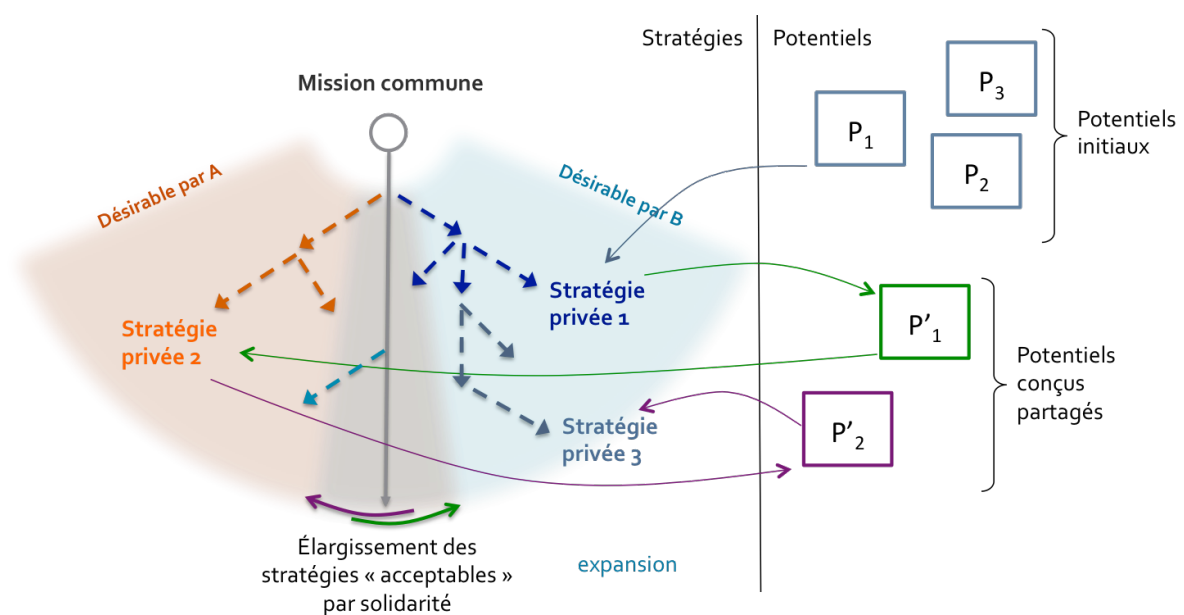 Stratégies
Potentiels
Mission commune
P3
P1
P2
Potentiels
initiaux
Désirable par A
Désirable par B
Stratégie
privée 1
Stratégie
privée 2
P'1
Potentiels
conçus
partagés
Stratégie
privée 3
P'2
Élargissement des
stratégies « acceptables »
par solidarité
expansion